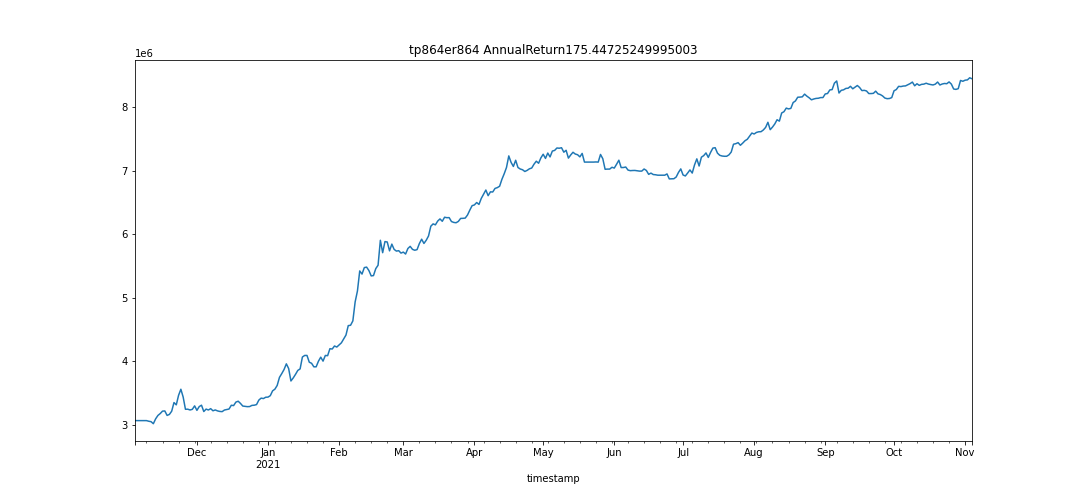 tp864er864 AnnualReturn175.44725249995003
1e6
8
7
6
5
4
3
Dec Jan Feb Mar Apr May Jun Jul Aug Sep Oct Nov
2021
timestamp